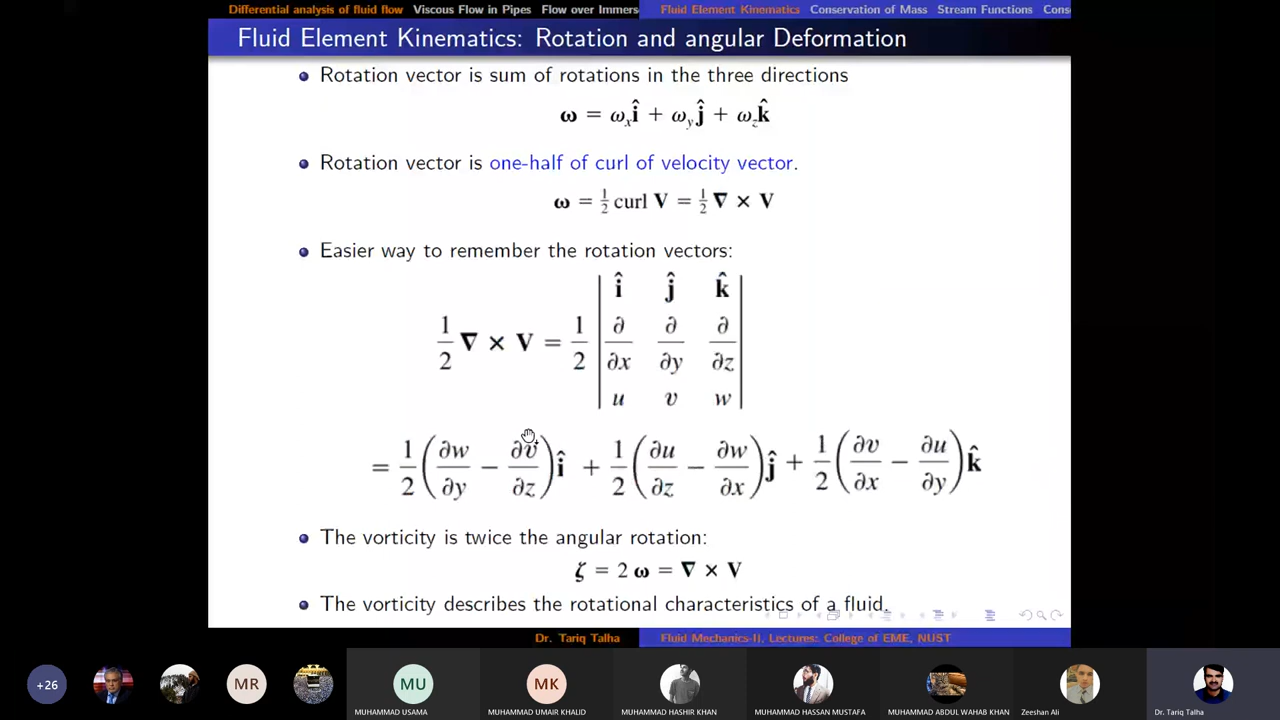 Differential analysis of fluid flow Viscous Flow in Pipes Flow over Immers Fluid Element Kinematics Conservation of Mass Stream Functions Cons
Fluid Element Kinematics: Rotation and angular Deformation
Rotation vector is sum of rotations in the three directions
ω = ωₓî + ω_y ĵ + ω_z k̂
Rotation vector is one-half of curl of velocity vector.
ω = ½ curl V = ½ ∇ × V
Easier way to remember the rotation vectors:
½ ∇ × V = ½ | î ĵ k̂ |
| ∂/∂x ∂/∂y ∂/∂z |
| u v w |
= ½ (∂w/∂y − ∂v/∂z) î + ½ (∂u/∂z − ∂w/∂x) ĵ + ½ (∂v/∂x − ∂u/∂y) k̂
The vorticity is twice the angular rotation:
ζ = 2 ω = ∇ × V
The vorticity describes the rotational characteristics of a fluid.
Dr. Tariq Talha Fluid Mechanics-II, Lectures: College of EME, NUST
+26 MR MU MK
MUHAMMAD USAMA MUHAMMAD UMAIR KHALID MUHAMMAD HASHIR KHAN MUHAMMAD HASSAN MUSTAFA MUHAMMAD ABDUL WAHAB KHAN Zeeshan Ali Dr. Tariq Talha